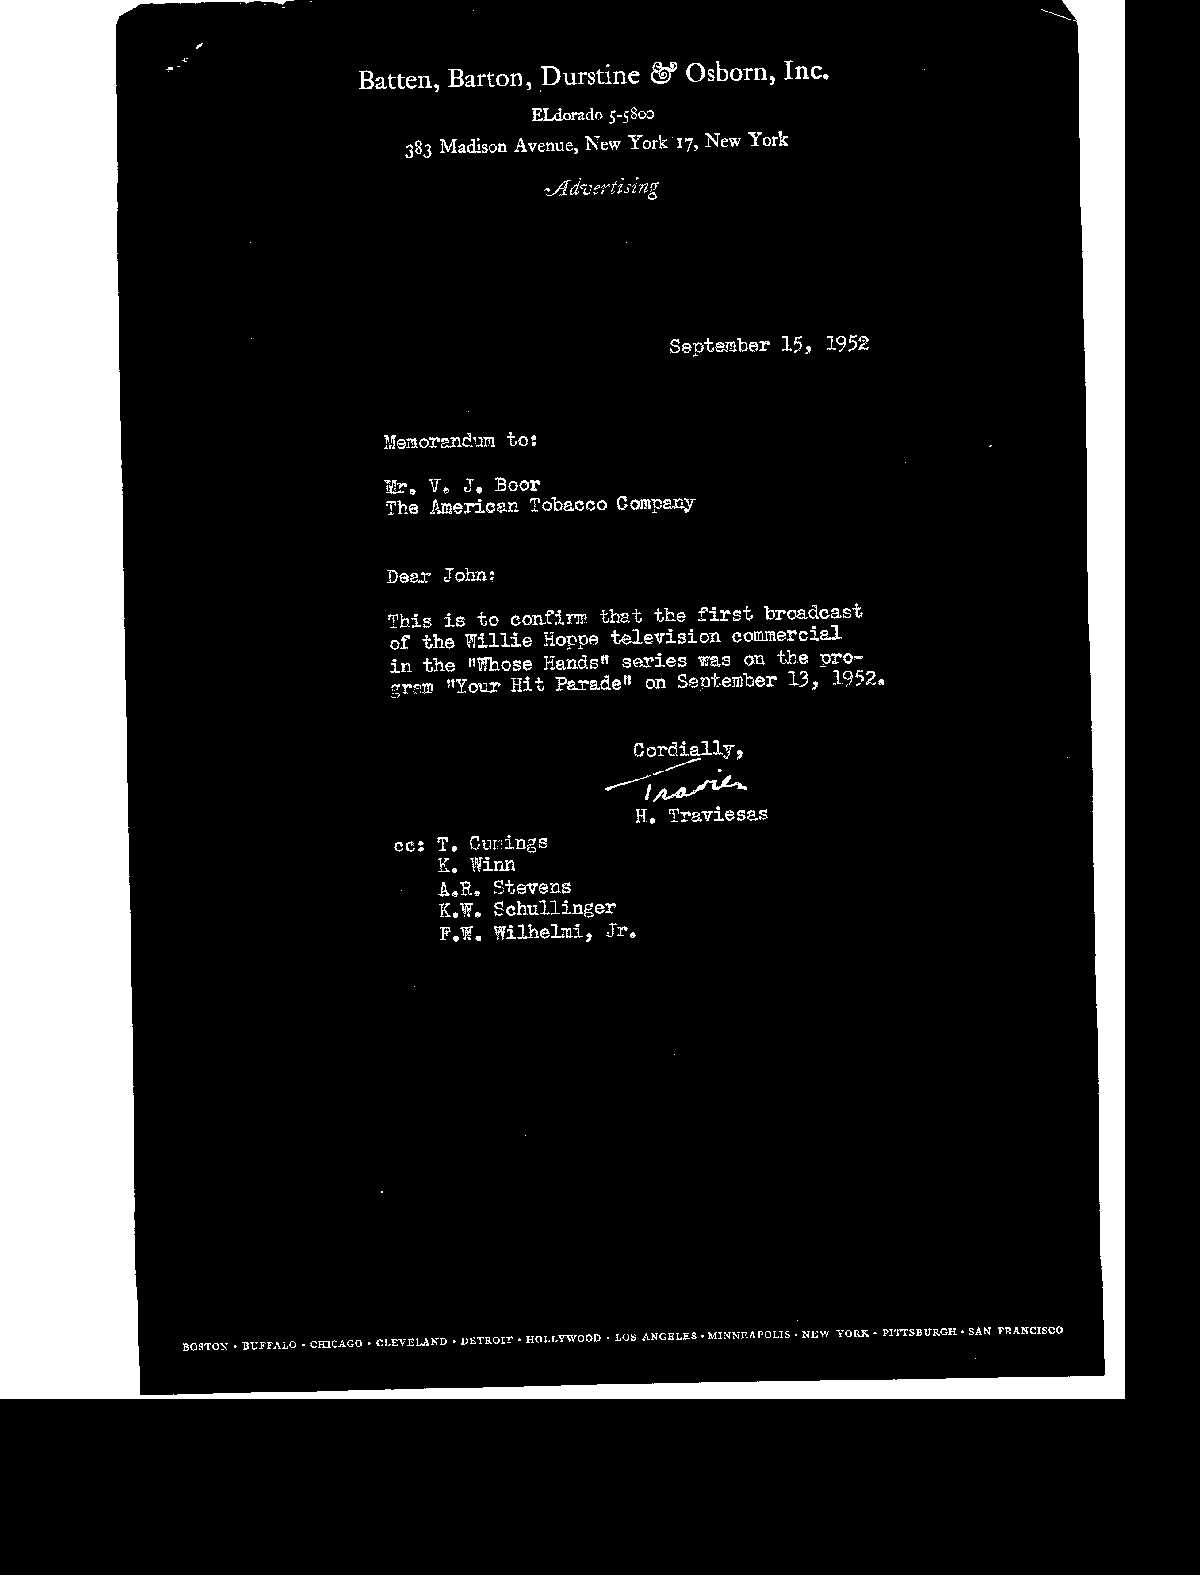 Batten, Barton, Durstine & Osborn, Inc.
ELdorado 5-5800
383 Madison Avenue, New York 17, New York
Advertising
September 15, 1952
Memorandum to:
Mr. V. J. Boor
The American Tobacco Company
Dear John:
This is to confirm that the first broadcast
of the Willie Hoppe television commercial
in the "Whose Hands" series was on the pro-
gram "Your Hit Parade" on September 13, 1952.
Cordially,
Travies
H. Traviesas
cc: T. Cumings
K. Winn
A.R. Stevens
K.W. Schullinger
F.W. Wilhelmi, Jr.
BOSTON • BUFFALO • CHICAGO • CLEVELAND • DETROIT • HOLLYWOOD • LOS ANGELES • MINNEAPOLIS • NEW YORK • PITTSBURGH • SAN FRANCISCO